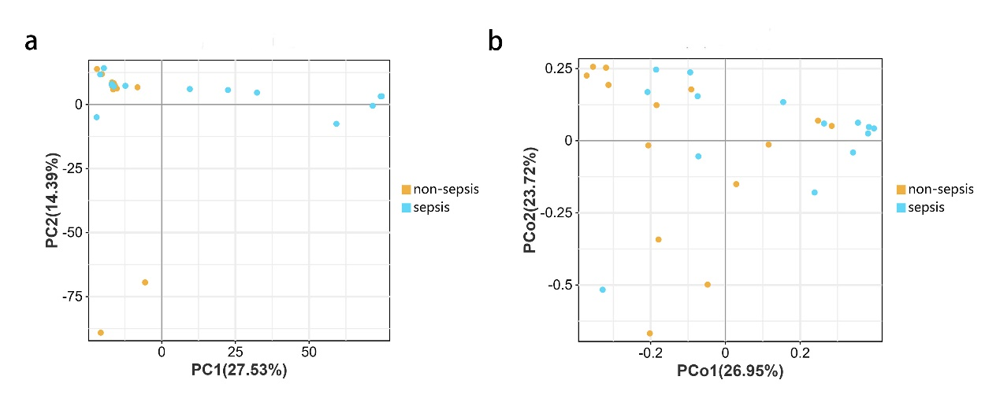 a
b
0
-25
-50
-75
PC2(14.39%)
0
25
50
PC1(27.53%)
non-sepsis
sepsis
0.25
0
-0.25
-0.5
PCo2(23.72%)
-0.2
0
0.2
PCo1(26.95%)
non-sepsis
sepsis